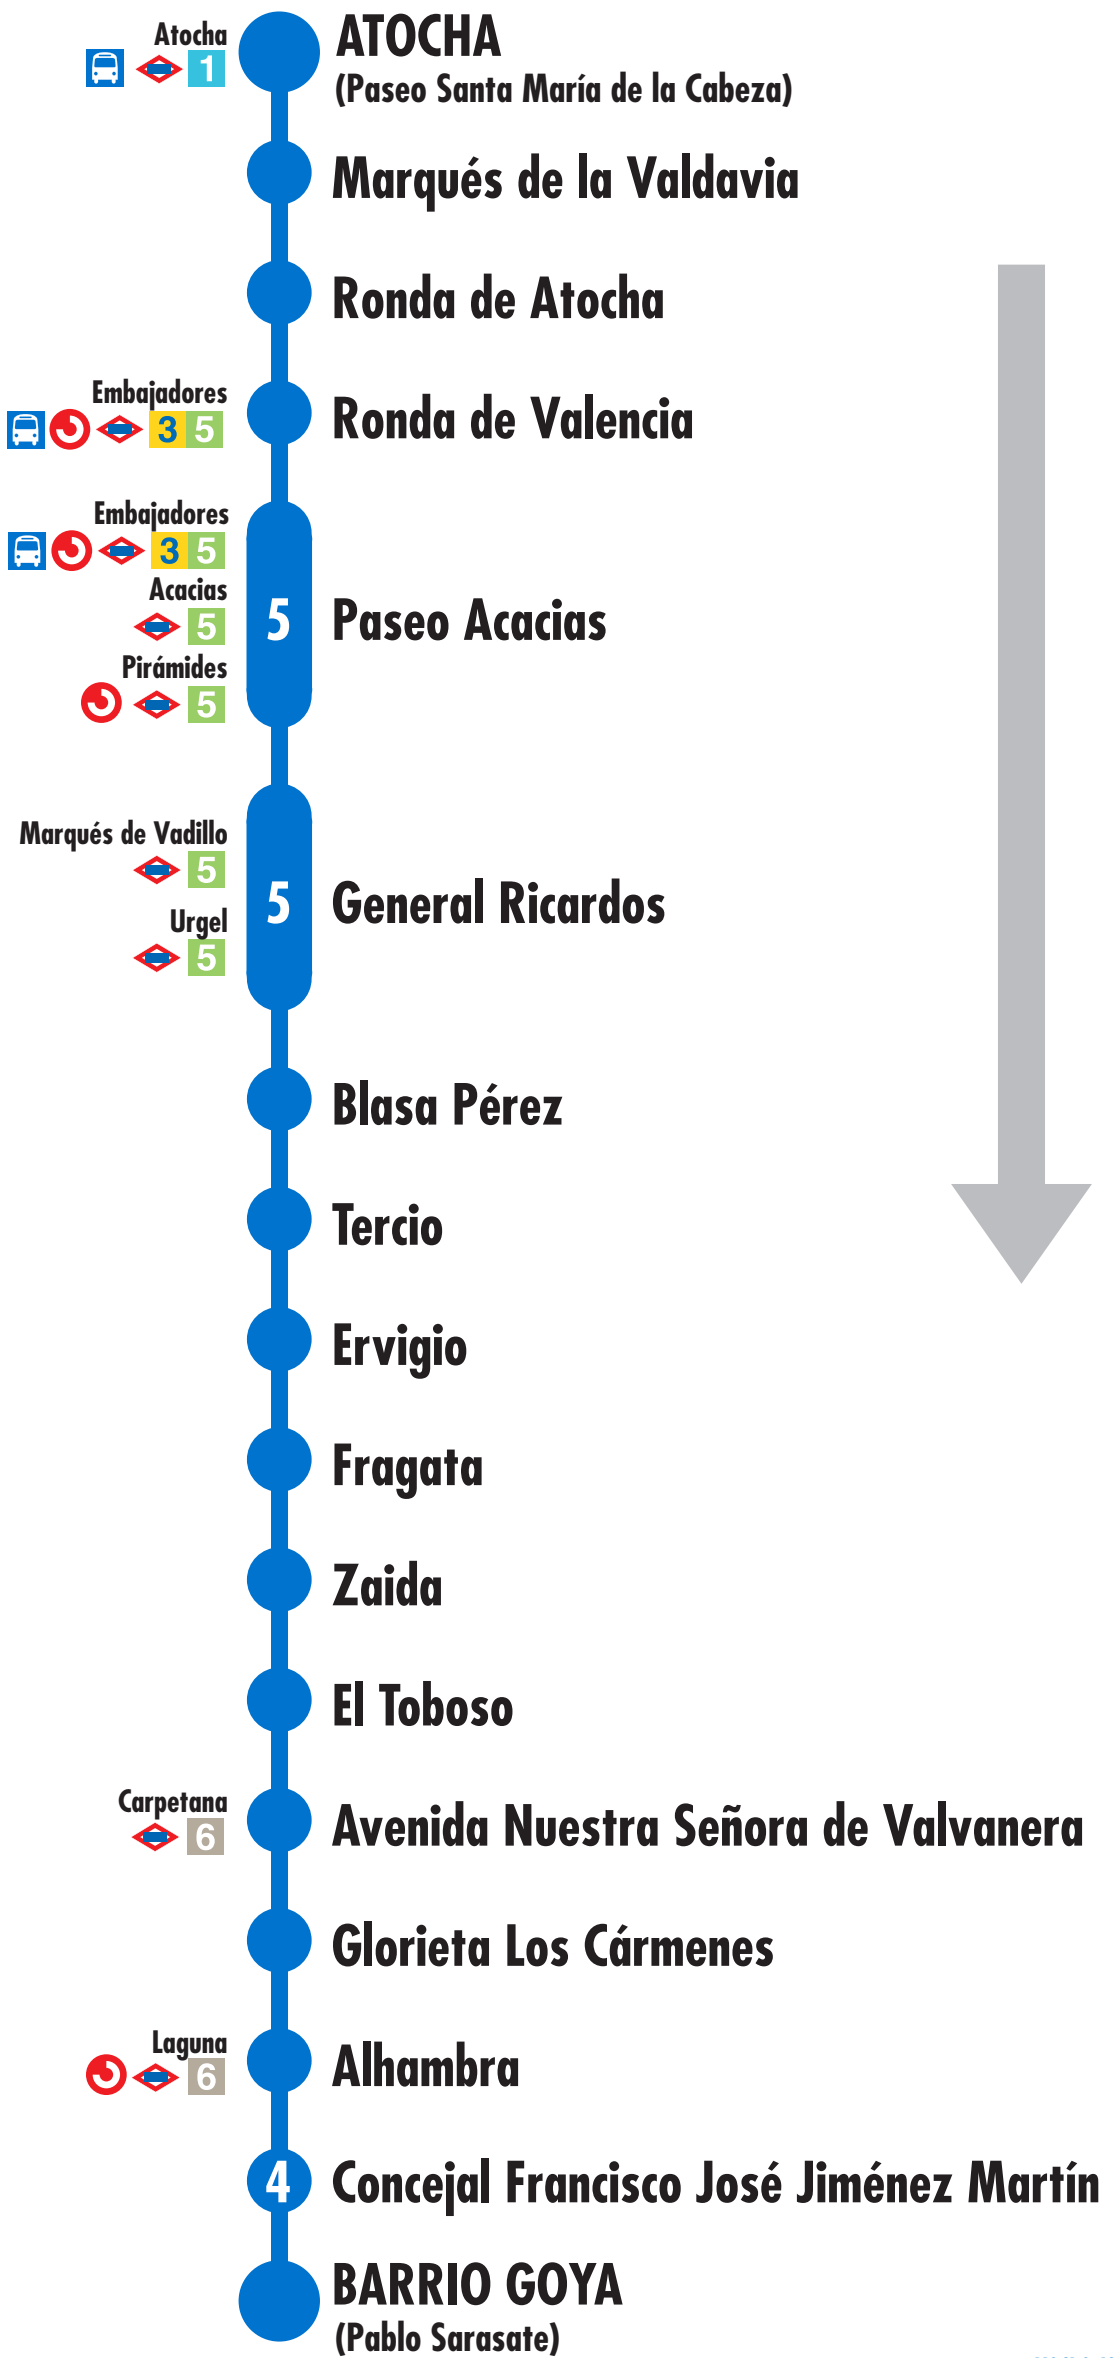 Atocha
1
ATOCHA
(Paseo Santa María de la Cabeza)
Marqués de la Valdavia
Ronda de Atocha
Embajadores
3 5
Ronda de Valencia
Embajadores
3 5
Acacias
5
Pirámides
5
5
Paseo Acacias
Marqués de Vadillo
5
Urgel
5
5
General Ricardos
Blasa Pérez
Tercio
Ervigio
Fragata
Zaida
El Toboso
Carpetana
6
Avenida Nuestra Señora de Valvanera
Glorieta Los Cármenes
Laguna
6
Alhambra
4
Concejal Francisco José Jiménez Martín
BARRIO GOYA
(Pablo Sarasate)